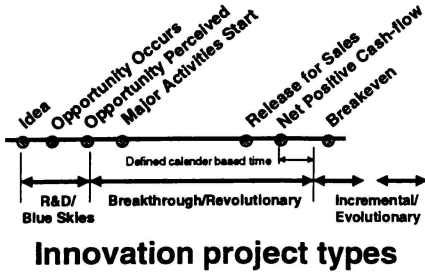 Idea
Opportunity Occurs
Opportunity Perceived
Major Activities Start
Release for Sales
Net Positive Cash-flow
Breakeven
Defined calender based time
R&D/
Blue Skies
Breakthrough/Revolutionary
Incremental/
Evolutionary
Innovation project types